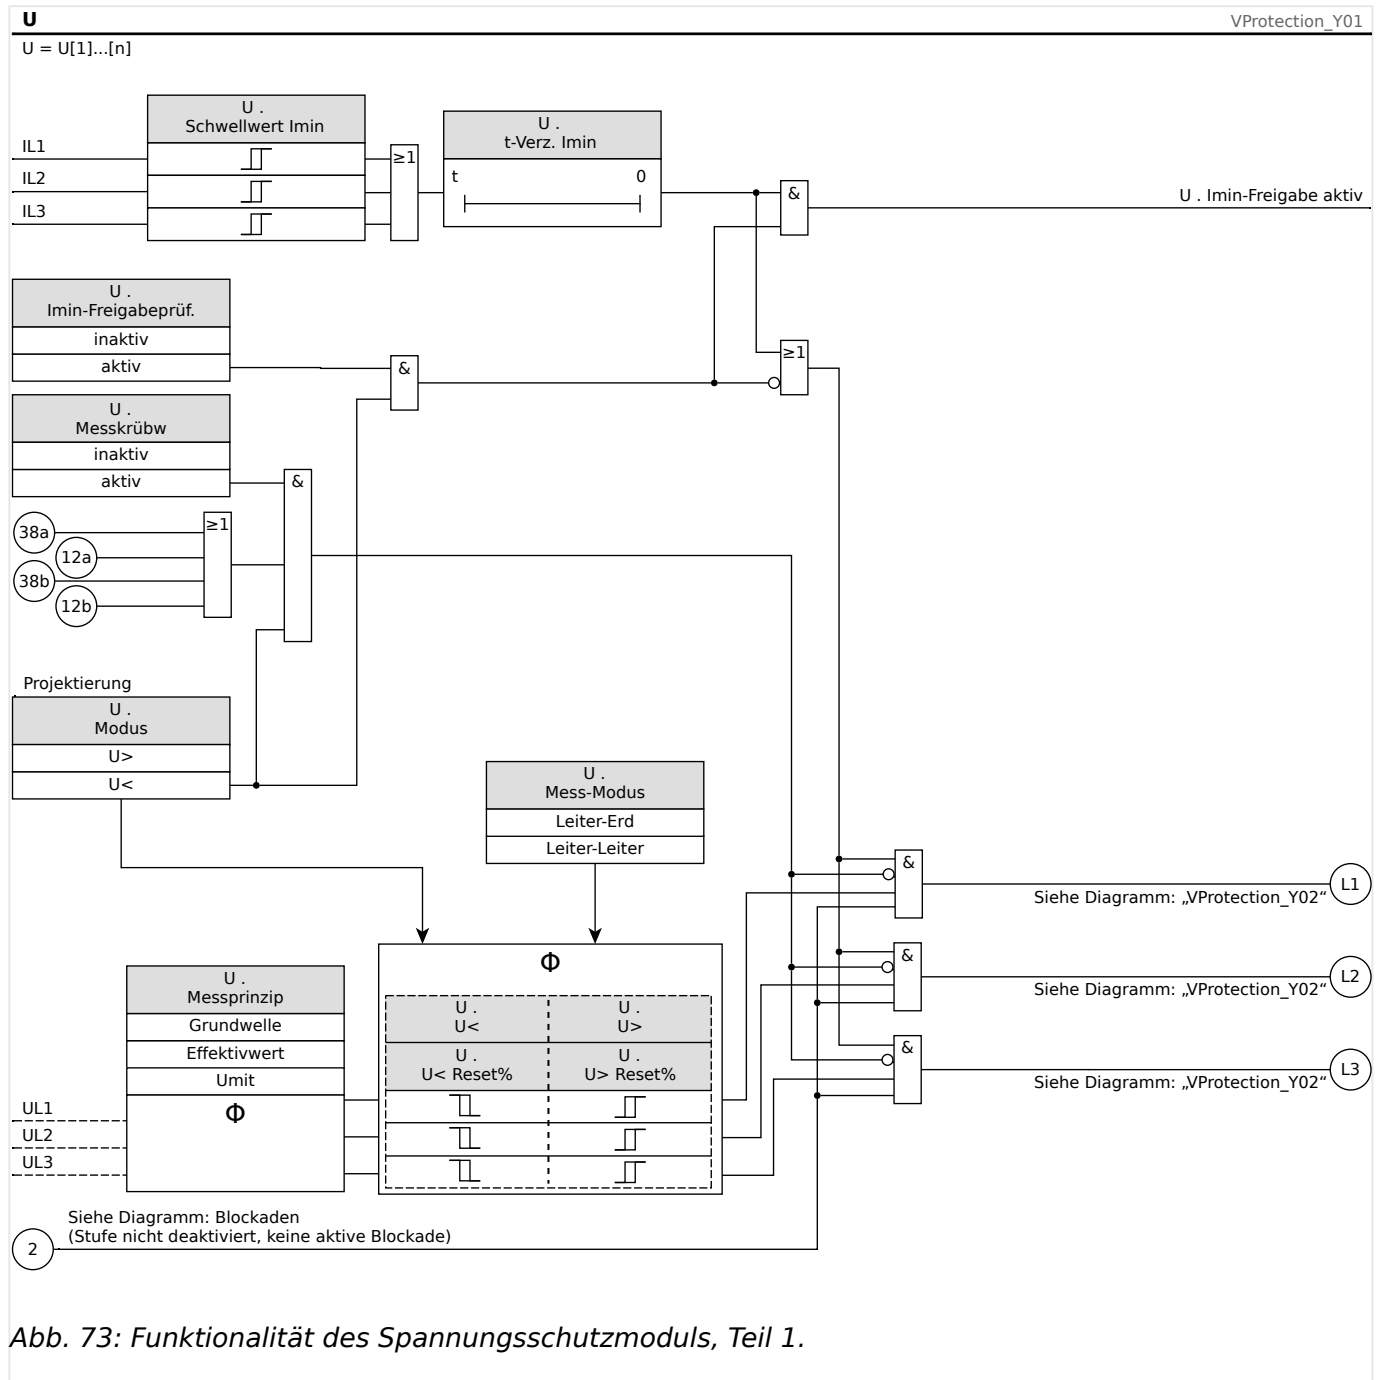 U
VProtection_Y01
U = U[1]...[n]
U .
Schwellwert Imin
IL1
IL2
IL3
≥1
U .
t-Verz. Imin
t 0
&
U . Imin-Freigabe aktiv
U .
Imin-Freigabeprüf.
inaktiv
aktiv
&
≥1
U .
Messkrübw
inaktiv
aktiv
&
38a
12a
38b
12b
≥1
Projektierung
U .
Modus
U>
U<
U .
Mess-Modus
Leiter-Erd
Leiter-Leiter
&
L1
Siehe Diagramm: „VProtection_Y02“
&
L2
Siehe Diagramm: „VProtection_Y02“
&
L3
Siehe Diagramm: „VProtection_Y02“
U .
Messprinzip
Grundwelle
Effektivwert
Umit
Φ
UL1
UL2
UL3
Φ
U .
U<
U .
U>
U .
U< Reset%
U .
U> Reset%
Siehe Diagramm: Blockaden
(Stufe nicht deaktiviert, keine aktive Blockade)
2
Abb. 73: Funktionalität des Spannungsschutzmoduls, Teil 1.